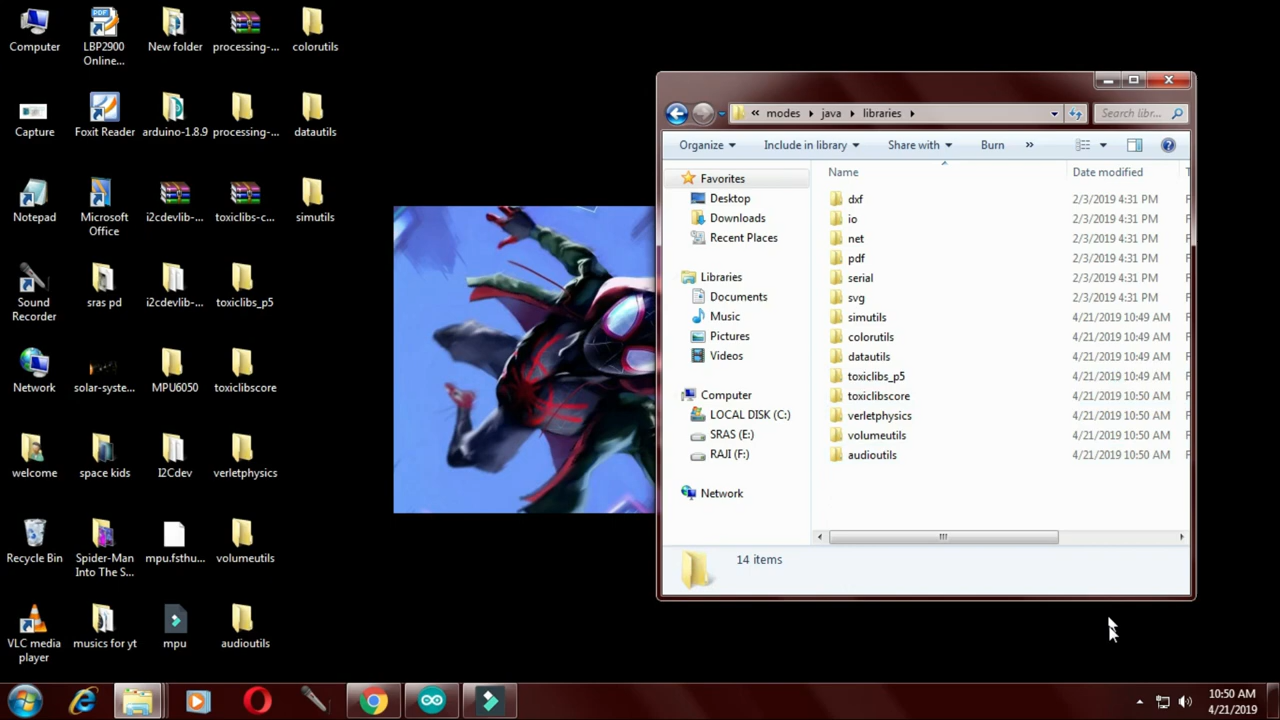 Computer
LBP2900
Online...
New folder
processing-...
colorutils
Capture
Foxit Reader
arduino-1.8.9
processing-...
datautils
Notepad
Microsoft
Office
i2cdevlib-...
toxiclibs-c...
simutils
Sound
Recorder
sras pd
i2cdevlib-...
toxiclibs_p5
Network
solar-syste...
MPU6050
toxiclibscore
welcome
space kids
I2Cdev
verletphysics
Recycle Bin
Spider-Man
Into The S...
mpu.fsthu...
volumeutils
VLC media
player
musics for yt
mpu
audioutils
« modes java libraries
Search libr...
Organize Include in library Share with Burn »
Favorites
Desktop
Downloads
Recent Places
Libraries
Documents
Music
Pictures
Videos
Computer
LOCAL DISK (C:)
SRAS (E:)
RAJI (F:)
Network
Name Date modified
dxf 2/3/2019 4:31 PM
io 2/3/2019 4:31 PM
net 2/3/2019 4:31 PM
pdf 2/3/2019 4:31 PM
serial 2/3/2019 4:31 PM
svg 2/3/2019 4:31 PM
simutils 4/21/2019 10:49 AM
colorutils 4/21/2019 10:49 AM
datautils 4/21/2019 10:49 AM
toxiclibs_p5 4/21/2019 10:49 AM
toxiclibscore 4/21/2019 10:50 AM
verletphysics 4/21/2019 10:50 AM
volumeutils 4/21/2019 10:50 AM
audioutils 4/21/2019 10:50 AM
14 items
10:50 AM
4/21/2019